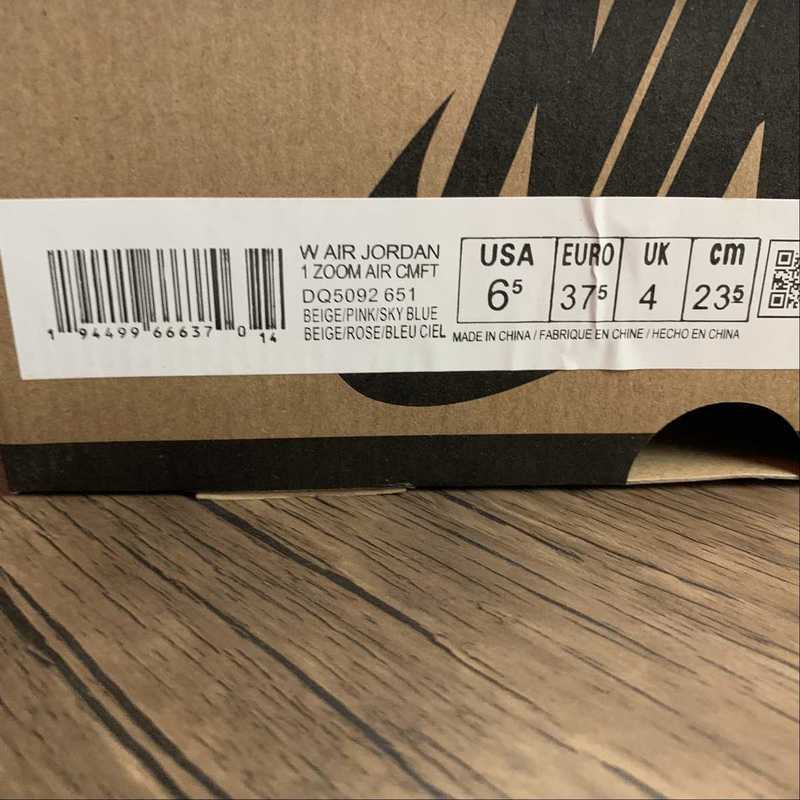 NIK
W AIR JORDAN
1 ZOOM AIR CMFT
DQ5092 651
BEIGE/PINK/SKY BLUE
BEIGE/ROSE/BLEU CIEL
1 94499 66637 0 14
USA EURO UK cm
6⁵ 37⁵ 4 23⁵
MADE IN CHINA / FABRIQUE EN CHINE / HECHO EN CHINA